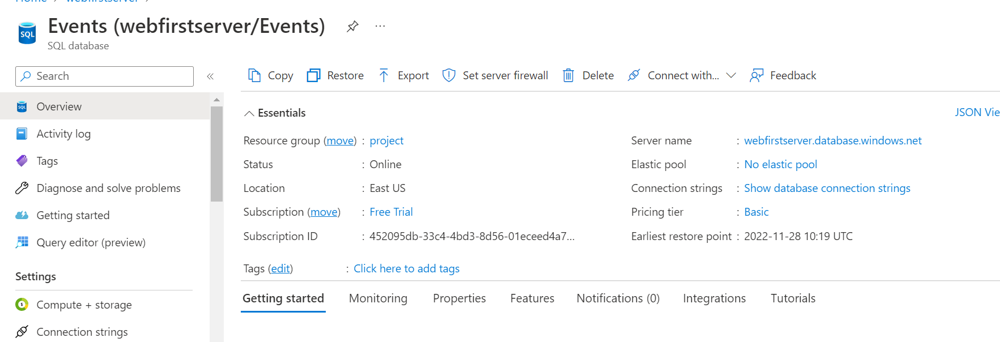 Home > webfirstserver >
Events (webfirstserver/Events)
SQL
SQL database
Search
«
Copy
Restore
Export
Set server firewall
Delete
Connect with...
Feedback
Overview
Activity log
Tags
Diagnose and solve problems
Getting started
Query editor (preview)
Settings
Compute + storage
Connection strings
Essentials
JSON Vie
Resource group (move) : project
Status : Online
Location : East US
Subscription (move) : Free Trial
Subscription ID : 452095db-33c4-4bd3-8d56-01eceed4a7...
Server name : webfirstserver.database.windows.net
Elastic pool : No elastic pool
Connection strings : Show database connection strings
Pricing tier : Basic
Earliest restore point : 2022-11-28 10:19 UTC
Tags (edit) : Click here to add tags
Getting started
Monitoring
Properties
Features
Notifications (0)
Integrations
Tutorials